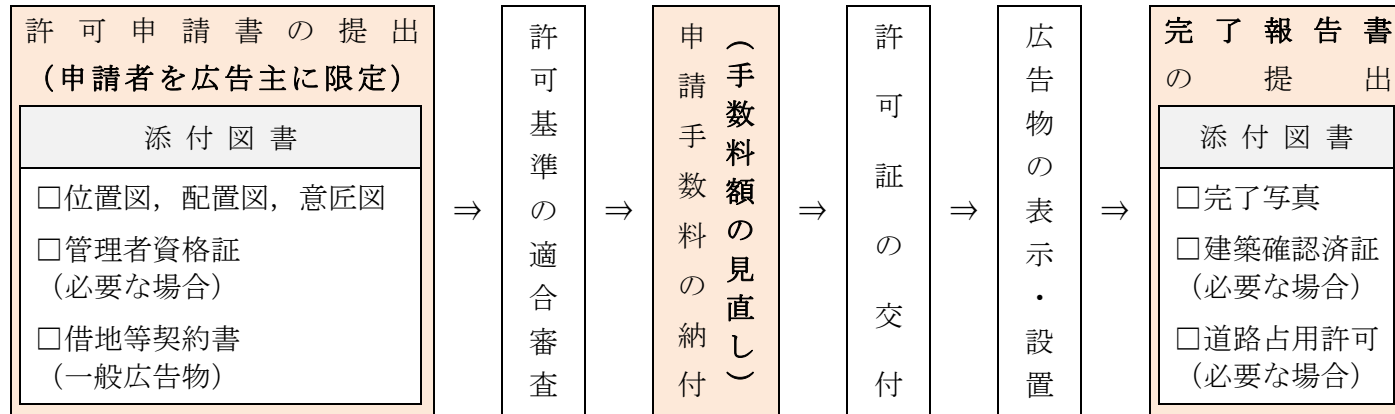 許可申請書の提出
(申請者を広告主に限定)
添付図書
□位置図，配置図，意匠図
□管理者資格証
(必要な場合)
□借地等契約書
(一般広告物)
⇒
許可基準の適合審査
⇒
申請手数料の納付
(手数料額の見直し)
⇒
許可証の交付
⇒
広告物の表示・設置
⇒
完了報告書
の提出
添付図書
□完了写真
□建築確認済証
(必要な場合)
□道路占用許可
(必要な場合)